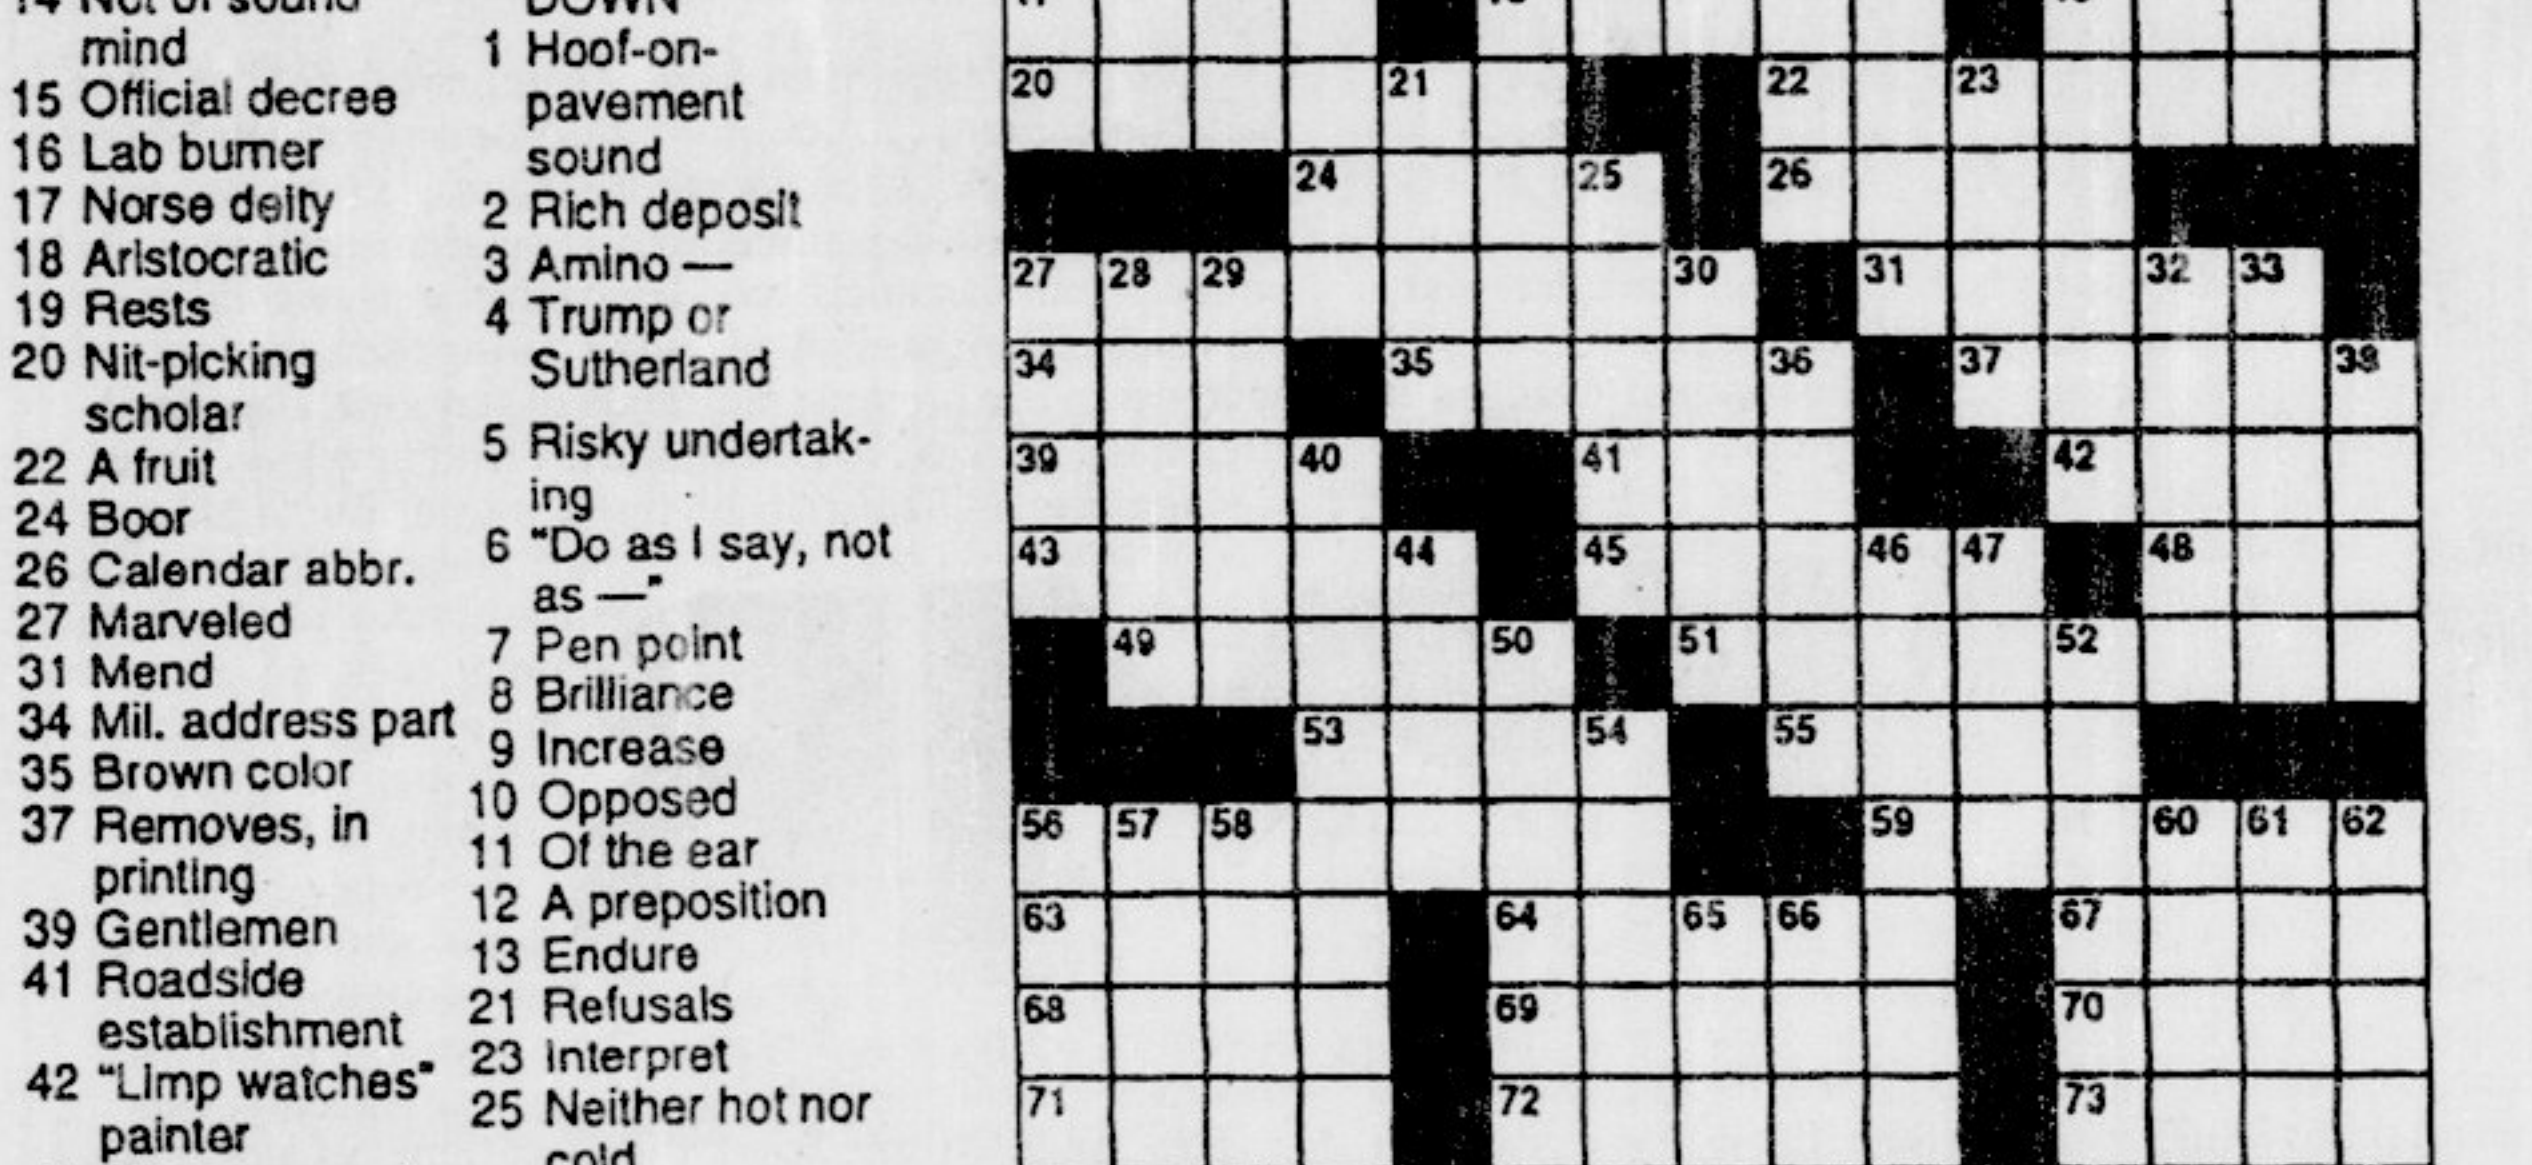 14 Not of sound
mind
15 Official decree
16 Lab burner
17 Norse deity
18 Aristocratic
19 Rests
20 Nit-picking
scholar
22 A fruit
24 Boor
26 Calendar abbr.
27 Marveled
31 Mend
34 Mil. address part
35 Brown color
37 Removes, in
printing
39 Gentlemen
41 Roadside
establishment
42 "Limp watches"
painter
DOWN
1 Hoof-on-
pavement
sound
2 Rich deposit
3 Amino —
4 Trump or
Sutherland
5 Risky undertak-
ing
6 "Do as I say, not
as —"
7 Pen point
8 Brilliance
9 Increase
10 Opposed
11 Of the ear
12 A preposition
13 Endure
21 Refusals
23 Interpret
25 Neither hot nor
cold
20 21 22 23
24 25 26
27 28 29 30 31 32 33
34 35 36 37 38
39 40 41 42
43 44 45 46 47 48
49 50 51 52
53 54 55
56 57 58 59 60 61 62
63 64 65 66 67
68 69 70
71 72 73